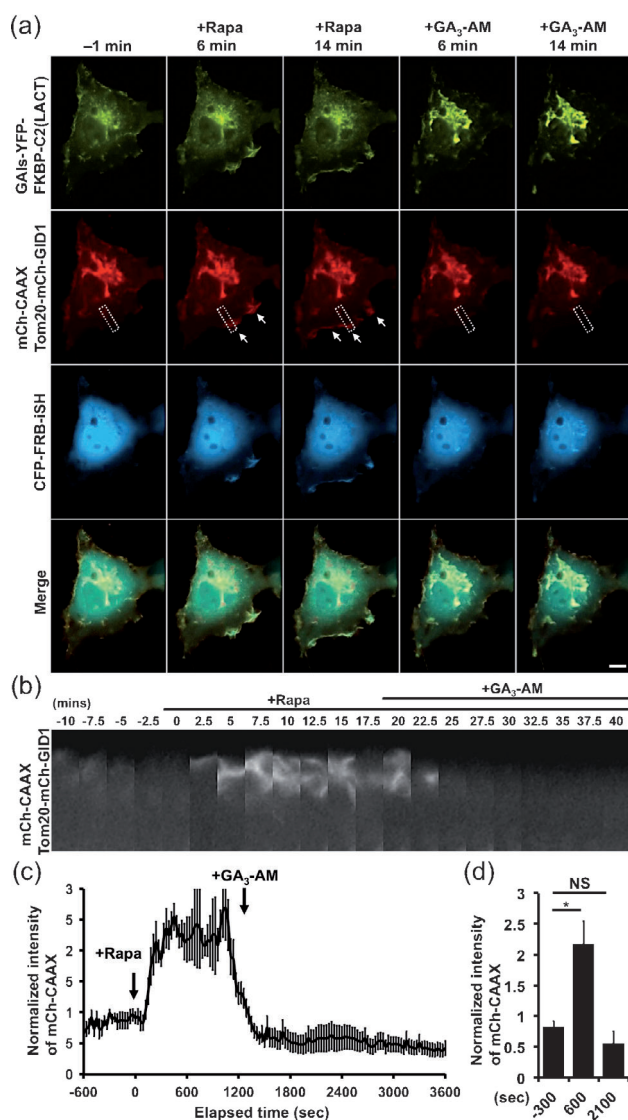 (a)
+Rapa +Rapa +GA3-AM +GA3-AM
–1 min 6 min 14 min 6 min 14 min
GAIs-YFP-
FKBP-C2(LACT)
mCh-CAAX
Tom20-mCh-GID1
CFP-FRB-iSH
Merge
(b)
+GA3-AM
(mins) +Rapa
-10 -7.5 -5 -2.5 0 2.5 5 7.5 10 12.5 15 17.5 20 22.5 25 27.5 30 32.5 35 37.5 40
mCh-CAAX
Tom20-mCh-GID1
(c)
+GA3-AM
+Rapa
Normalized intensity
of mCh-CAAX
3
5
2
5
1
5
0
-600 0 600 1200 1800 2400 3000 3600
Elapsed time (sec)
(d)
NS
*
Normalized intensity
of mCh-CAAX
3
2.5
2
1.5
1
0.5
0
-300 600 2100
(sec)